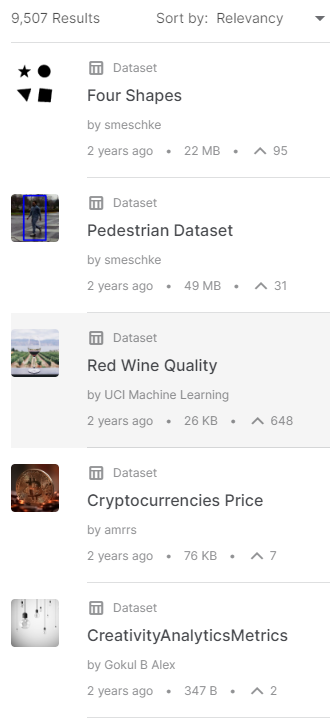 9,507 Results Sort by: Relevancy
Dataset
Four Shapes
by smeschke
2 years ago • 22 MB • 95
Dataset
Pedestrian Dataset
by smeschke
2 years ago • 49 MB • 31
Dataset
Red Wine Quality
by UCI Machine Learning
2 years ago • 26 KB • 648
Dataset
Cryptocurrencies Price
by amrrs
2 years ago • 76 KB • 7
Dataset
CreativityAnalyticsMetrics
by Gokul B Alex
2 years ago • 347 B • 2